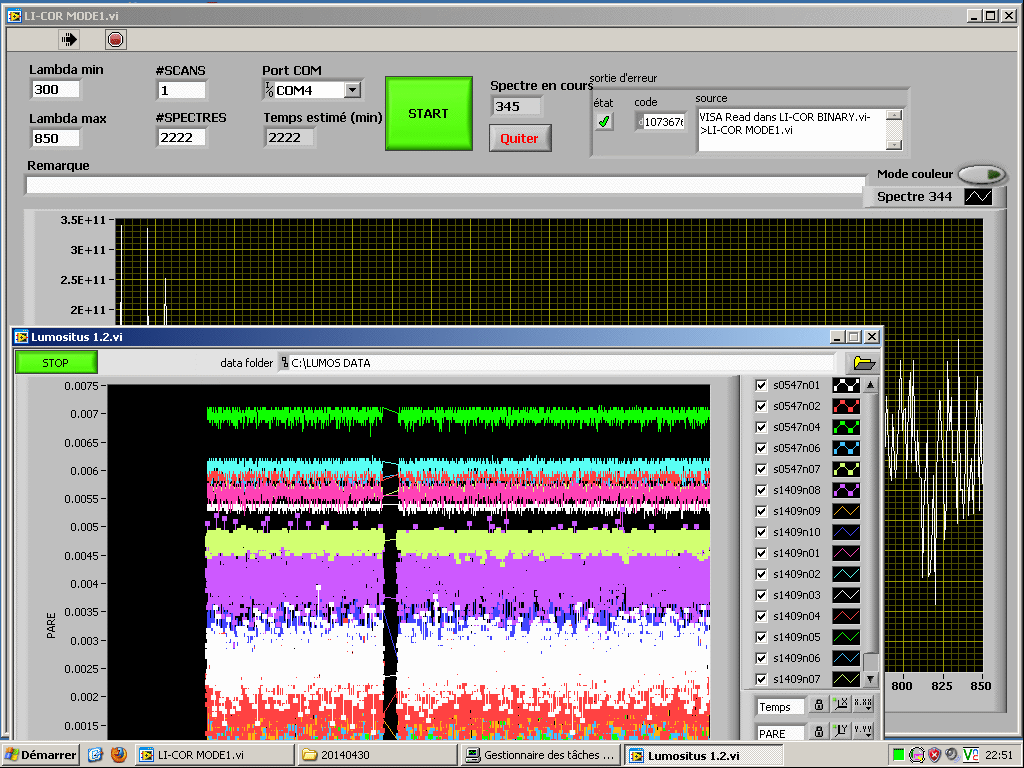 LI-COR MODE1.vi
Lambda min
300
Lambda max
850
#SCANS
1
#SPECTRES
2222
Port COM
COM4
Temps estimé (min)
2222
START
Spectre en cours
345
Quiter
sortie d'erreur
état
code
1073676
source
VISA Read dans LI-COR BINARY.vi-
>LI-COR MODE1.vi
Remarque
Mode couleur
Spectre 344
3.5E+11
3E+11
2.5E+11
2E+11
800
825
850
Lumositus 1.2.vi
STOP
data folder
C:\LUMOS DATA
0.0075
0.007
0.0065
0.006
0.0055
0.005
0.0045
0.004
0.0035
0.003
0.0025
0.002
0.0015
PARE
s0547n01
s0547n02
s0547n04
s0547n06
s0547n07
s1409n08
s1409n09
s1409n10
s1409n01
s1409n02
s1409n03
s1409n04
s1409n05
s1409n06
s1409n07
Temps
PARE
Démarrer
LI-COR MODE1.vi
20140430
Gestionnaire des tâches ...
Lumositus 1.2.vi
22:51